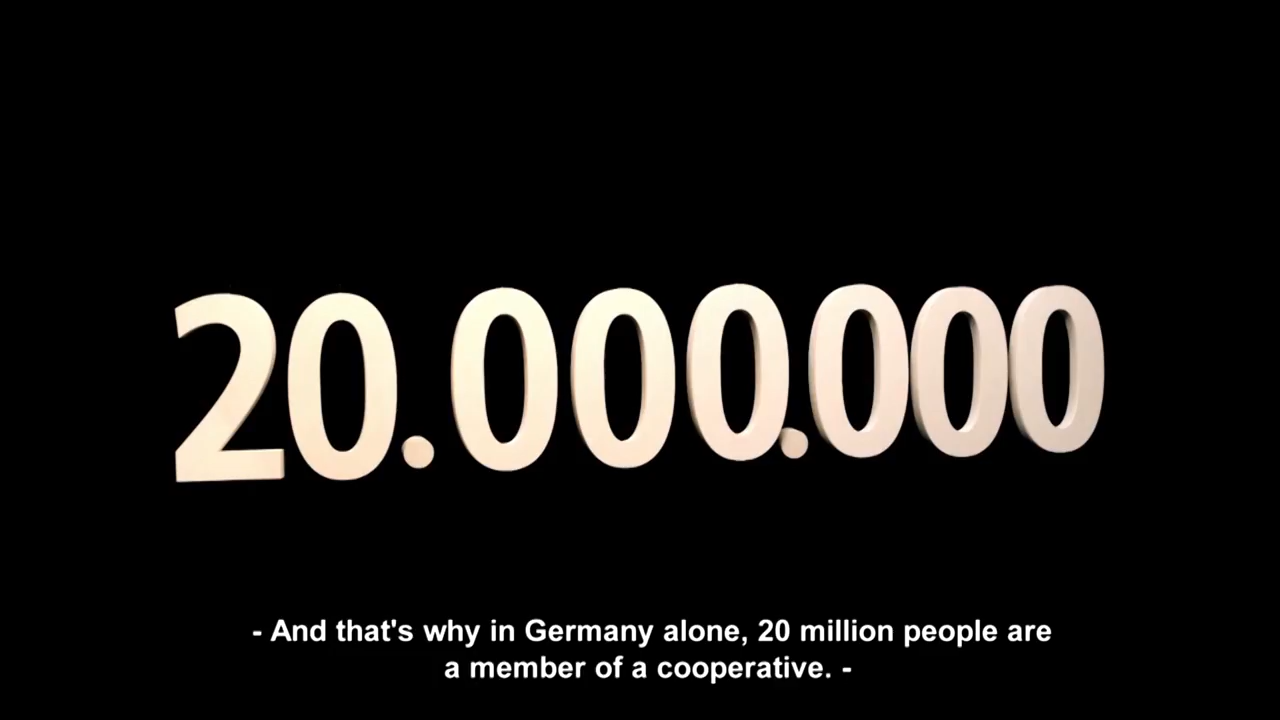 20.000.000
- And that's why in Germany alone, 20 million people are
a member of a cooperative. -